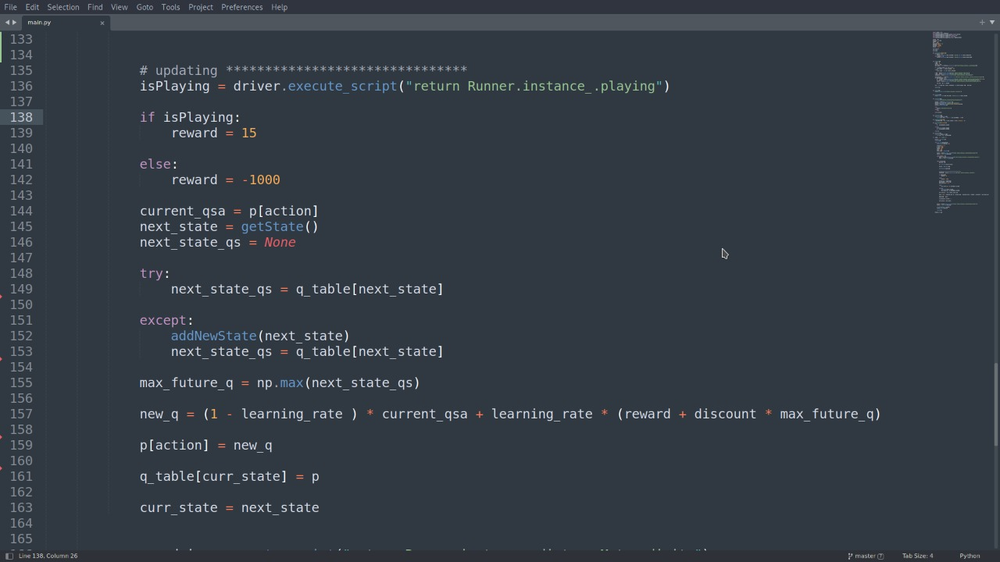 File Edit Selection Find View Goto Tools Project Preferences Help
main.py ×
133
134
135 # updating *******************************
136 isPlaying = driver.execute_script("return Runner.instance_.playing")
137
138 if isPlaying:
139 reward = 15
140
141 else:
142 reward = -1000
143
144 current_qsa = p[action]
145 next_state = getState()
146 next_state_qs = None
147
148 try:
149 next_state_qs = q_table[next_state]
150
151 except:
152 addNewState(next_state)
153 next_state_qs = q_table[next_state]
154
155 max_future_q = np.max(next_state_qs)
156
157 new_q = (1 - learning_rate ) * current_qsa + learning_rate * (reward + discount * max_future_q)
158
159 p[action] = new_q
160
161 q_table[curr_state] = p
162
163 curr_state = next_state
164
165
Line 138, Column 26 master 7 Tab Size: 4 Python